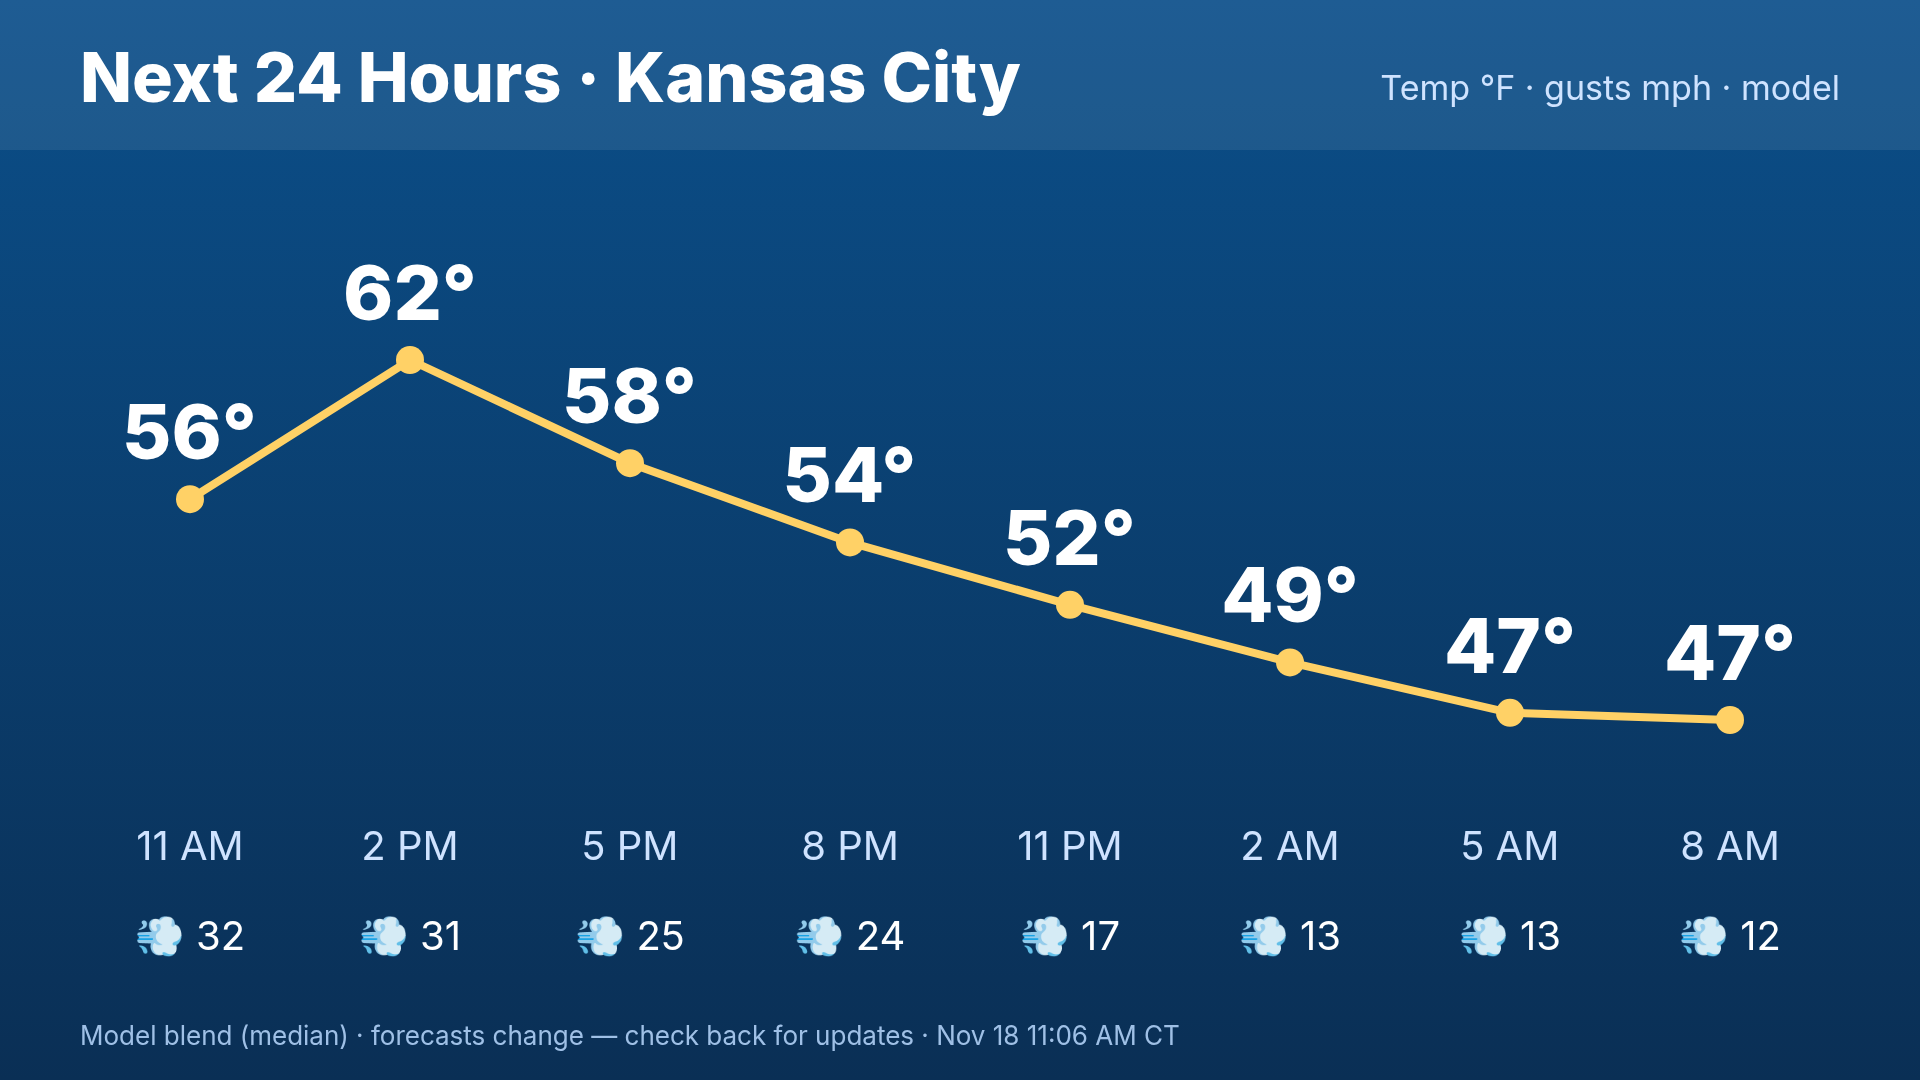 Next 24 Hours · Kansas City
Temp °F · gusts mph · model
62°
58°
56°
54°
52°
49°
47°
47°
11 AM 2 PM 5 PM 8 PM 11 PM 2 AM 5 AM 8 AM
💨 32 💨 31 💨 25 💨 24 💨 17 💨 13 💨 13 💨 12
Model blend (median) · forecasts change — check back for updates · Nov 18 11:06 AM CT